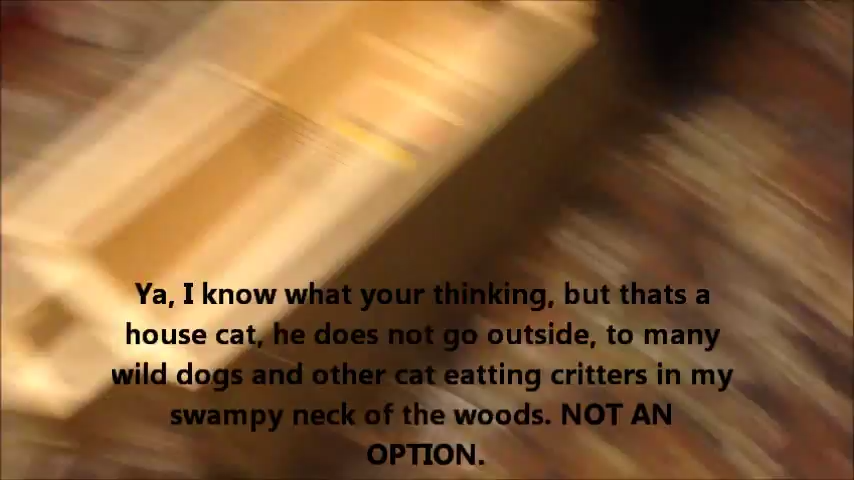 Ya, I know what your thinking, but thats a
house cat, he does not go outside, to many
wild dogs and other cat eatting critters in my
swampy neck of the woods. NOT AN
OPTION.